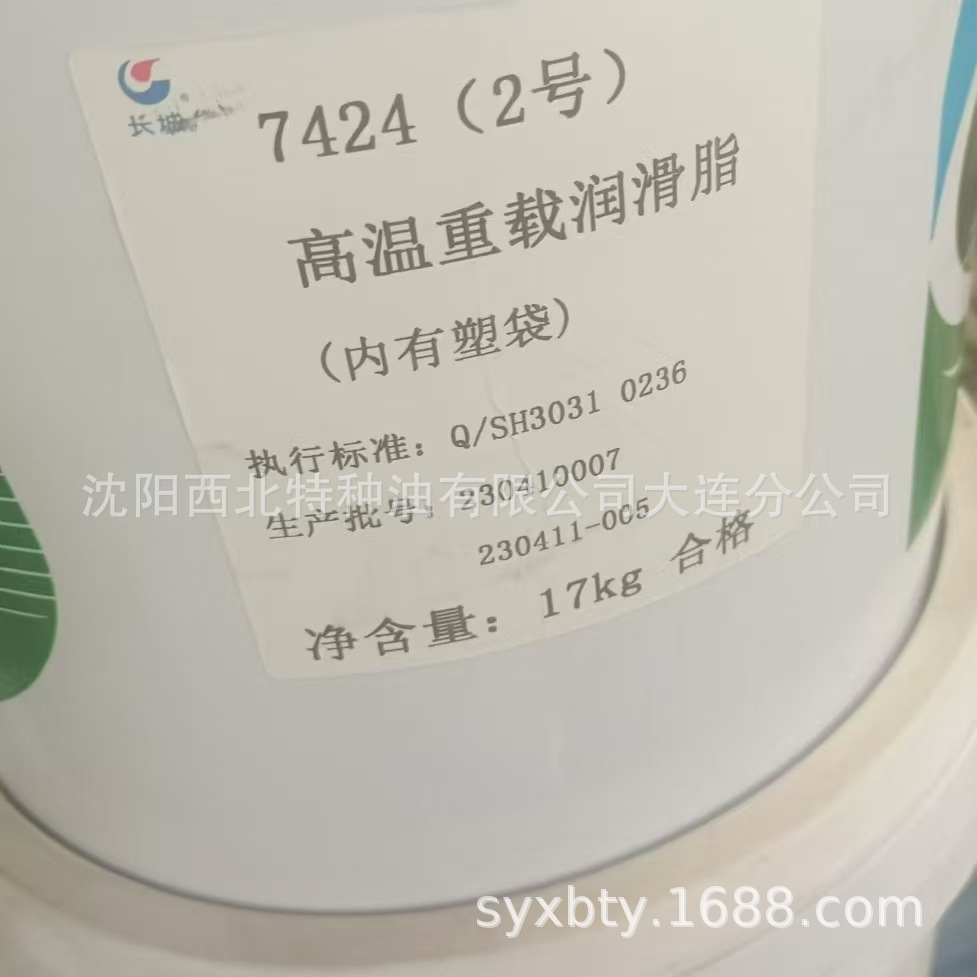 长城
7424（2号）
高温重载润滑脂
（内有塑袋）
执行标准：Q/SH3031 0236
生产批号：230410007
230411-005
净含量：17kg 合格
沈阳西北特种油有限公司大连分公司
syxbty.1688.com